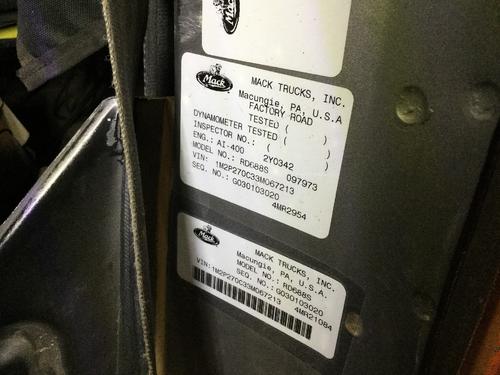 Mack
Mack
MACK TRUCKS, INC.
Macungie, PA, U.S.A
FACTORY ROAD
TESTED ( )
DYNAMOMETER TESTED ( )
INSPECTOR NO.: ( )
ENG.: AI-400 2Y0342
MODEL NO.: RD688S 097973
VIN: 1M2P270C33M067213
SEQ. NO.: G030103020
4MR2954
Mack
MACK TRUCKS, INC.
Macungie, PA, U.S.A.
MODEL NO.: RD688S
SEQ. NO.: G030103020
VIN: 1M2P270C33M067213
4MR21084